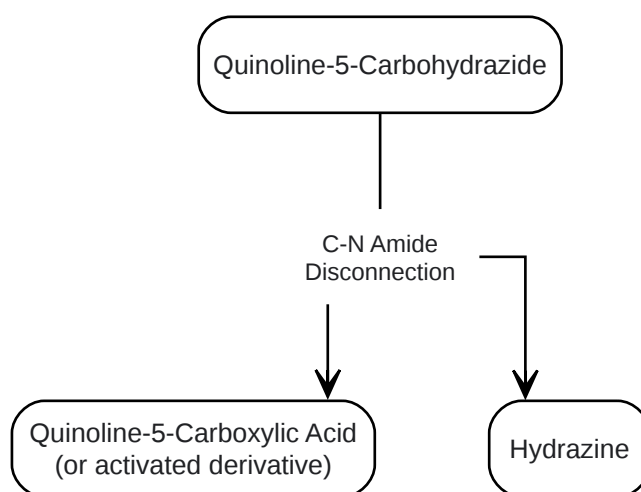 Quinoline-5-Carbohydrazide
C-N Amide
Disconnection
Quinoline-5-Carboxylic Acid
(or activated derivative)
Hydrazine